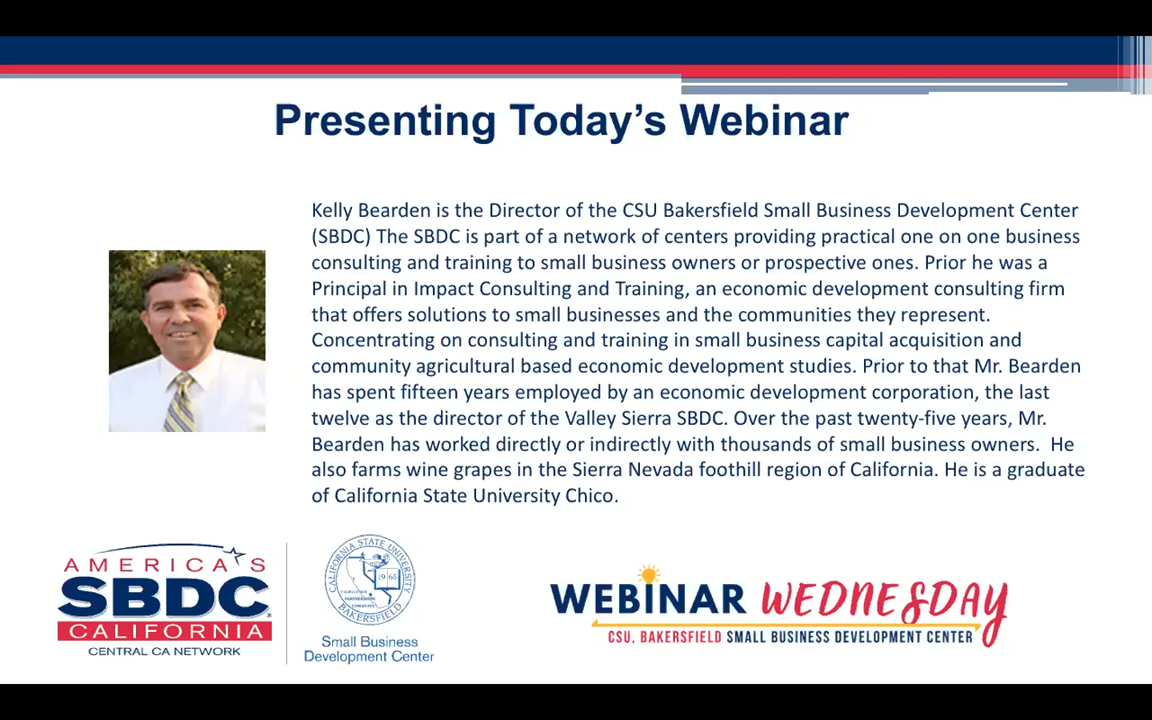 Presenting Today's Webinar
Kelly Bearden is the Director of the CSU Bakersfield Small Business Development Center
(SBDC) The SBDC is part of a network of centers providing practical one on one business
consulting and training to small business owners or prospective ones. Prior he was a
Principal in Impact Consulting and Training, an economic development consulting firm
that offers solutions to small businesses and the communities they represent.
Concentrating on consulting and training in small business capital acquisition and
community agricultural based economic development studies. Prior to that Mr. Bearden
has spent fifteen years employed by an economic development corporation, the last
twelve as the director of the Valley Sierra SBDC. Over the past twenty-five years, Mr.
Bearden has worked directly or indirectly with thousands of small business owners. He
also farms wine grapes in the Sierra Nevada foothill region of California. He is a graduate
of California State University Chico.
AMERICA'S
SBDC
CALIFORNIA
CENTRAL CA NETWORK
CALIFORNIA STATE UNIVERSITY
1965
BAKERSFIELD
Small Business
Development Center
WEBINAR WEDNESDAY
CSU, BAKERSFIELD SMALL BUSINESS DEVELOPMENT CENTER